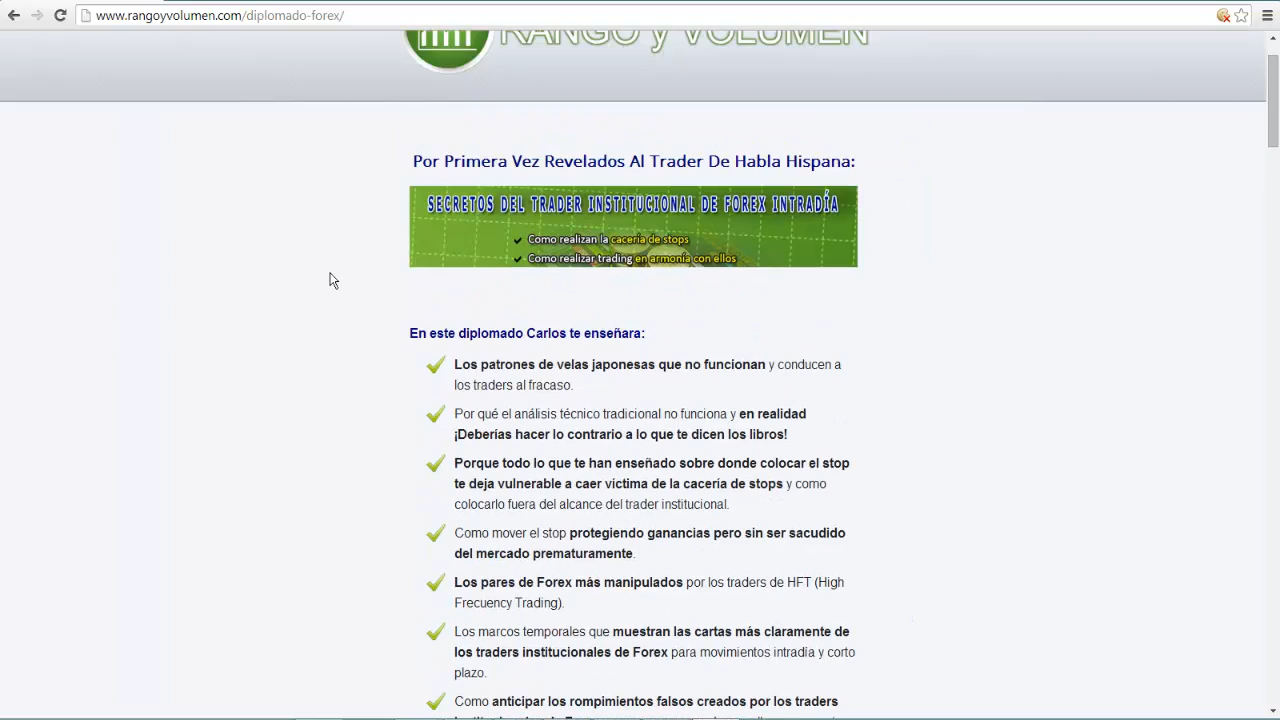 www.rangoyvolumen.com/diplomado-forex/
RANGO y VOLUMEN
Por Primera Vez Revelados Al Trader De Habla Hispana:
SECRETOS DEL TRADER INSTITUCIONAL DE FOREX INTRADÍA
Como realizan la caceria de stops
Como realizar trading en armonía con ellos
En este diplomado Carlos te enseñara:
Los patrones de velas japonesas que no funcionan y conducen a
los traders al fracaso.
Por qué el análisis técnico tradicional no funciona y en realidad
¡Deberías hacer lo contrario a lo que te dicen los libros!
Porque todo lo que te han enseñado sobre donde colocar el stop
te deja vulnerable a caer víctima de la cacería de stops y como
colocarlo fuera del alcance del trader institucional.
Como mover el stop protegiendo ganancias pero sin ser sacudido
del mercado prematuramente.
Los pares de Forex más manipulados por los traders de HFT (High
Frecuency Trading).
Los marcos temporales que muestran las cartas más claramente de
los traders institucionales de Forex para movimientos intradía y corto
plazo.
Como anticipar los rompimientos falsos creados por los traders